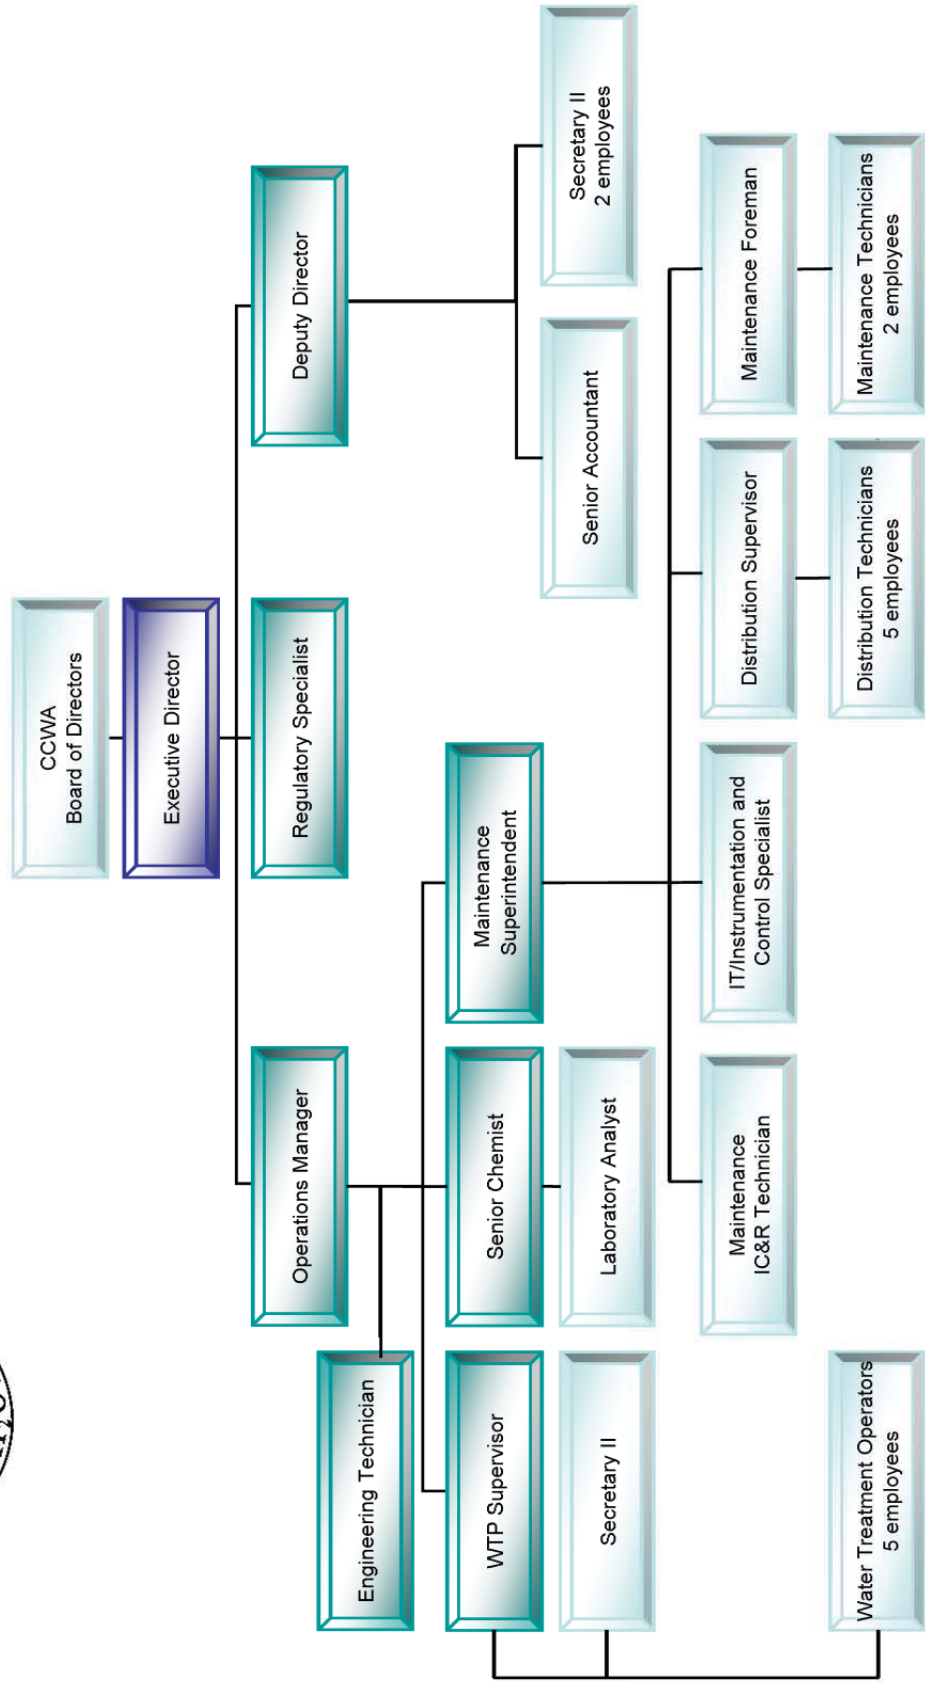 CCWA
Board of Directors
Executive Director
Operations Manager
Regulatory Specialist
Deputy Director
Engineering Technician
WTP Supervisor
Senior Chemist
Maintenance
Superintendent
Senior Accountant
Secretary II
2 employees
Secretary II
Laboratory Analyst
Maintenance
IC&R Technician
IT/Instrumentation and
Control Specialist
Distribution Supervisor
Maintenance Foreman
Water Treatment Operators
5 employees
Distribution Technicians
5 employees
Maintenance Technicians
2 employees